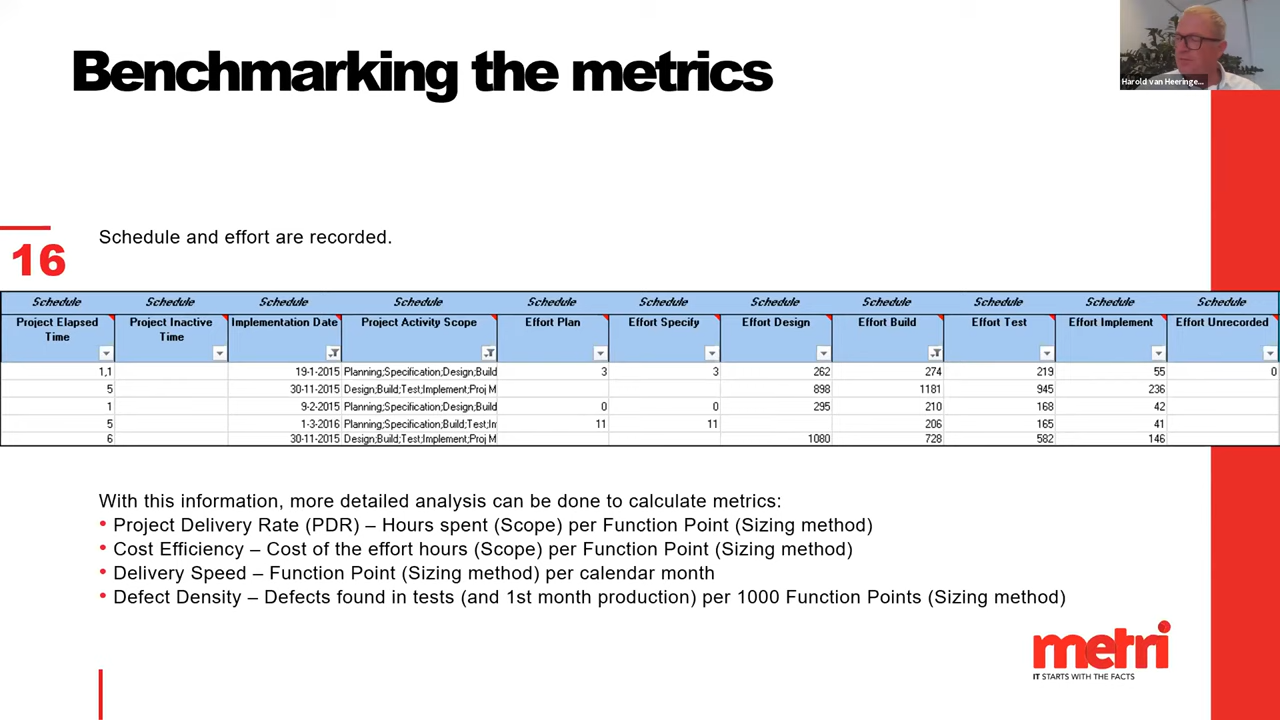 Benchmarking the metrics
Harold van Heeringe...
16
Schedule and effort are recorded.
Schedule Schedule Schedule Schedule Schedule Schedule Schedule Schedule Schedule Schedule Schedule
Project Elapsed Time Project Inactive Time Implementation Date Project Activity Scope Effort Plan Effort Specify Effort Design Effort Build Effort Test Effort Implement Effort Unrecorded
1,1 19-1-2015 Planning;Specification;Design;Build 3 3 262 274 219 55 0
5 30-11-2015 Design;Build;Test;Implement;Proj M 898 1181 945 236
1 9-2-2015 Planning;Specification;Design;Build 0 0 295 210 168 42
5 1-3-2016 Planning;Specification;Build;Test;Im 11 11 206 165 41
6 30-11-2015 Design;Build;Test;Implement;Proj M 1080 728 582 146
With this information, more detailed analysis can be done to calculate metrics:
• Project Delivery Rate (PDR) – Hours spent (Scope) per Function Point (Sizing method)
• Cost Efficiency – Cost of the effort hours (Scope) per Function Point (Sizing method)
• Delivery Speed – Function Point (Sizing method) per calendar month
• Defect Density – Defects found in tests (and 1st month production) per 1000 Function Points (Sizing method)
metri
IT STARTS WITH THE FACTS